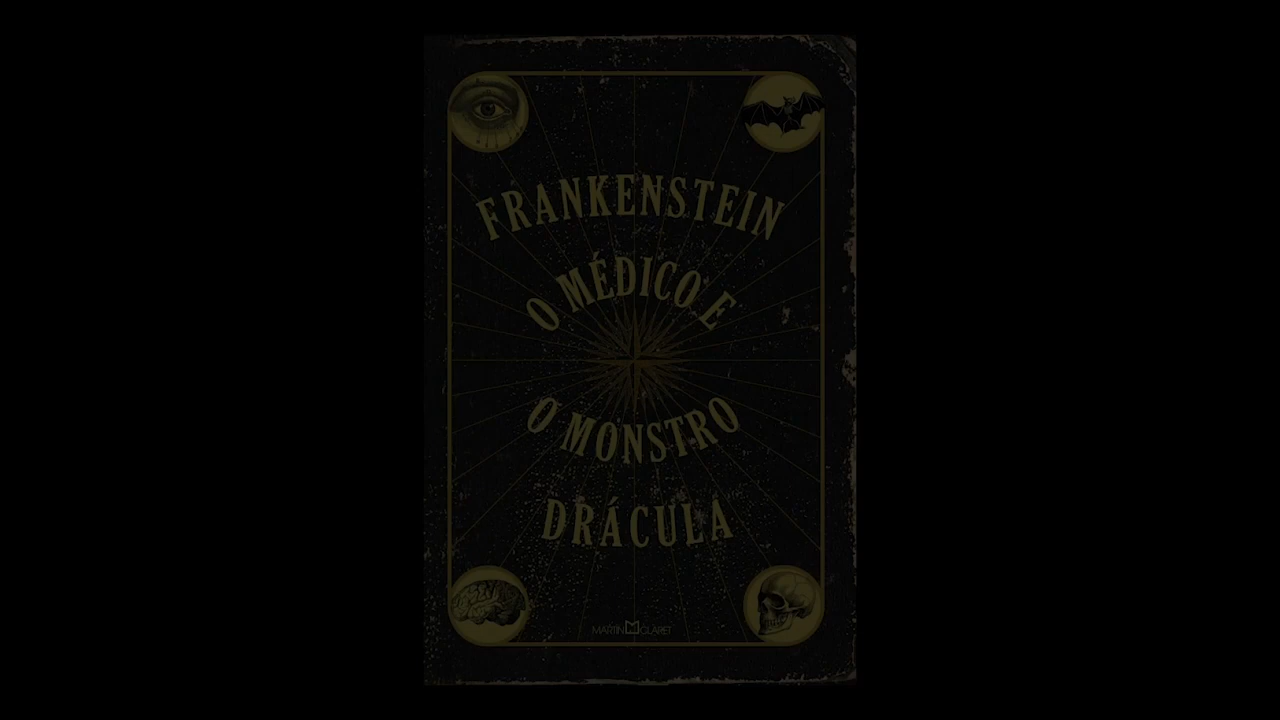 FRANKENSTEIN
O MÉDICO E
O MONSTRO
DRÁCULA
MARTIN CLARET